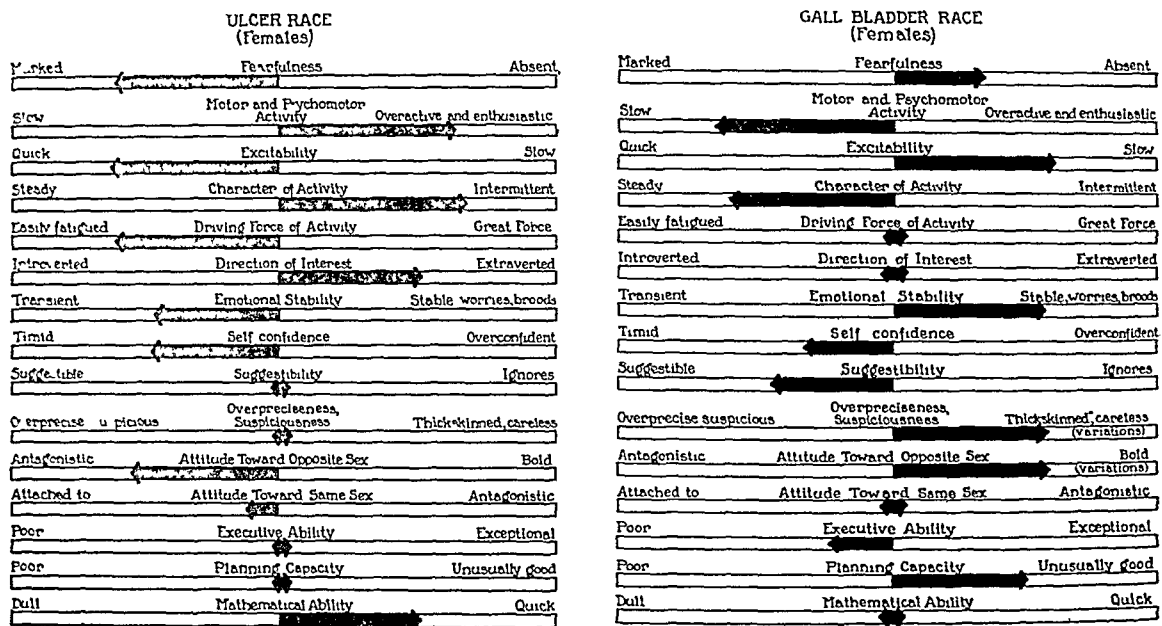 ULCER RACE
(Females)
Marked Fearfulness Absent,
Motor and Psychomotor
Slow Activity Overactive and enthusiastic
Quick Excitability Slow
Steady Character of Activity Intermittent
Easily fatigued Driving Force of Activity Great Force
Introverted Direction of Interest Extraverted
Transient Emotional Stability Stable worries, broods
Timid Self confidence Overconfident
Suggestible Suggestibility Ignores
Overpreciseness,
Overprecise suspicious Suspiciousness Thickskinned, careless
Antagonistic Attitude Toward Opposite Sex Bold
Attached to Attitude Toward Same Sex Antagonistic
Poor Executive Ability Exceptional
Poor Planning Capacity Unusually good
Dull Mathematical Ability Quick
GALL BLADDER RACE
(Females)
Marked Fearfulness Absent
Motor and Psychomotor
Slow Activity Overactive and enthusiastic
Quick Excitability Slow
Steady Character of Activity Intermittent
Easily fatigued Driving Force of Activity Great Force
Introverted Direction of Interest Extraverted
Transient Emotional Stability Stable, worries, broods
Timid Self confidence Overconfident
Suggestible Suggestibility Ignores
Overpreciseness,
Overprecise suspicious Suspiciousness Thickskinned, careless
(variations)
Antagonistic Attitude Toward Opposite Sex Bold
(variations)
Attached to Attitude Toward Same Sex Antagonistic
Poor Executive Ability Exceptional
Poor Planning Capacity Unusually good
Dull Mathematical Ability Quick